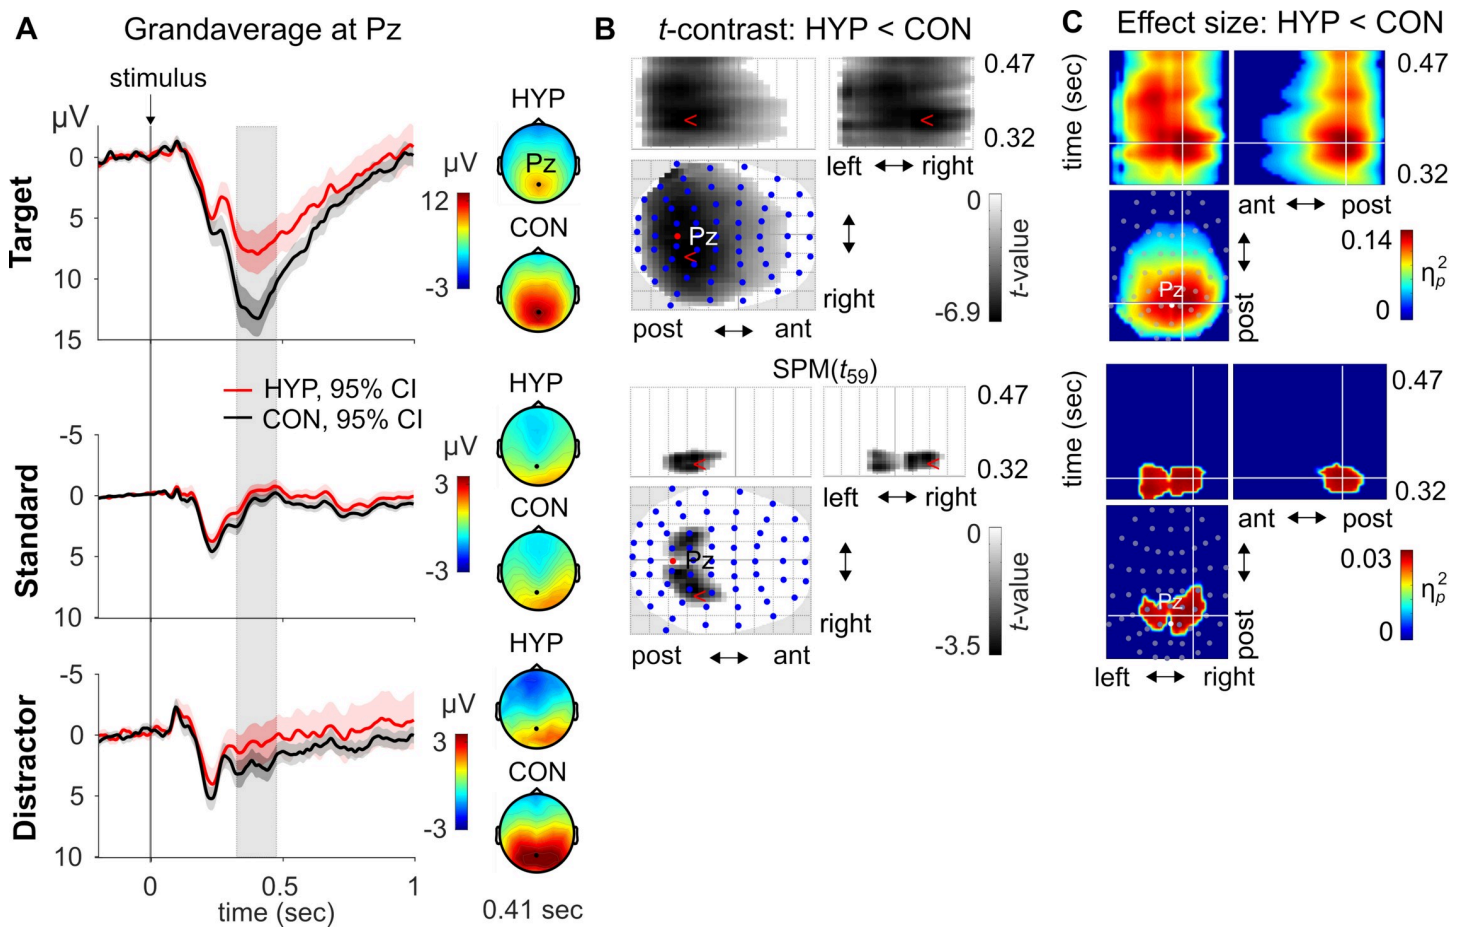 A Grandaverage at Pz
stimulus
µV
0
5
10
15
Target
HYP
Pz
µV
12
-3
CON
HYP, 95% CI
CON, 95% CI
-5
0
5
10
Standard
µV
3
-3
HYP
CON
-5
0
5
10
Distractor
µV
3
-3
HYP
CON
0 0.5 1
time (sec)
0.41 sec
B t-contrast: HYP < CON
0.47
0.32
left right
Pz
right
post ant
0
-6.9
t-value
SPM(t59)
0.47
0.32
left right
Pz
right
post ant
0
-3.5
t-value
C Effect size: HYP < CON
time (sec)
0.47
0.32
ant post
Pz
post
0.14
0
η²p
time (sec)
0.47
0.32
ant post
Pz
post
0.03
0
η²p
left right